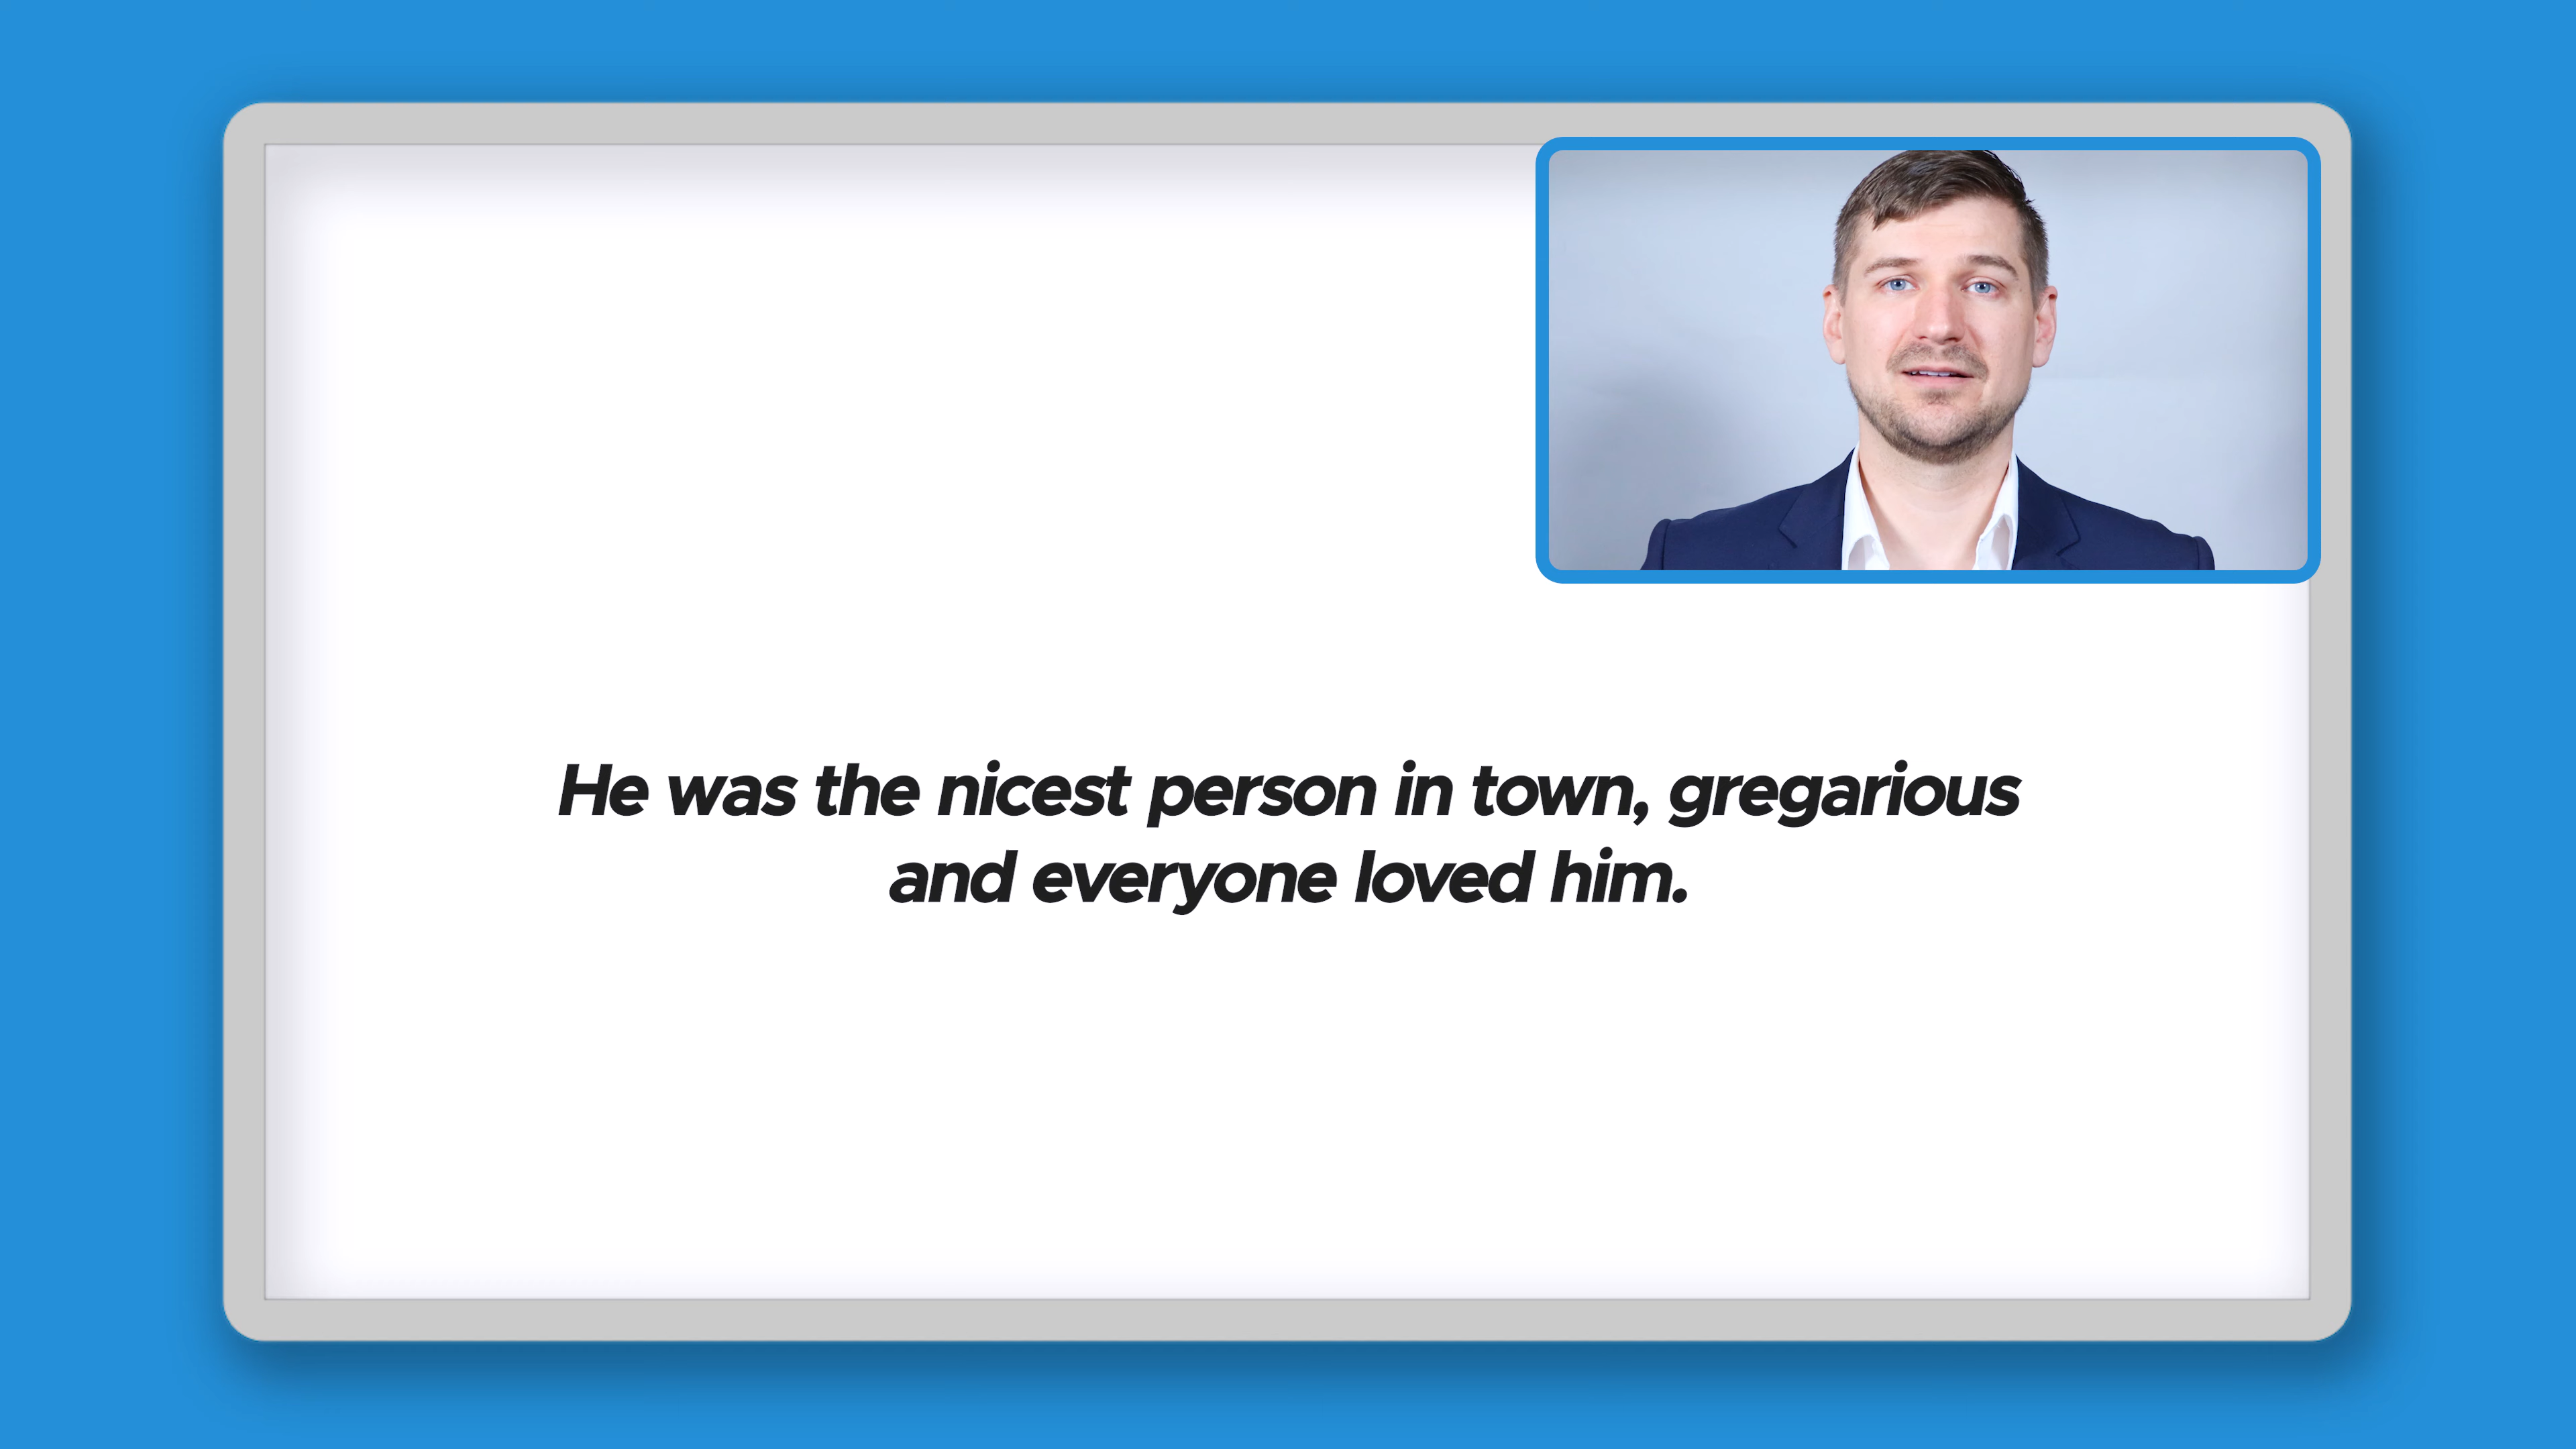 He was the nicest person in town, gregarious
and everyone loved him.